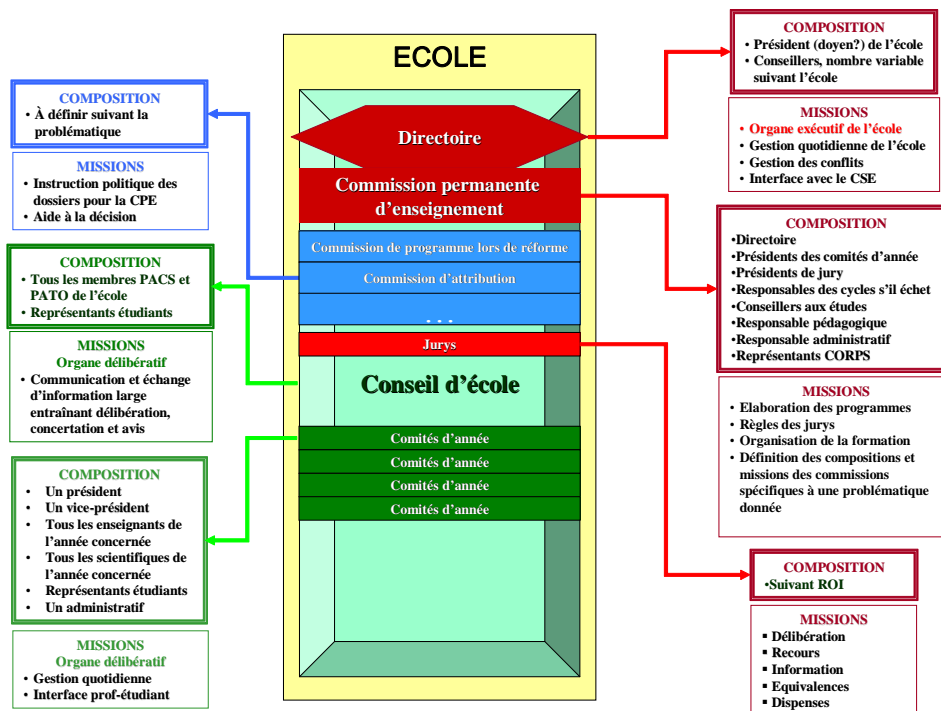 ECOLE
COMPOSITION
• À définir suivant la
problématique
MISSIONS
• Instruction politique des
dossiers pour la CPE
• Aide à la décision
COMPOSITION
• Tous les membres PACS et
PATO de l'école
• Représentants étudiants
MISSIONS
Organe délibératif
• Communication et échange
d'information large
entraînant délibération,
concertation et avis
COMPOSITION
• Un président
• Un vice-président
• Tous les enseignants de
l'année concernée
• Tous les scientifiques de
l'année concernée
• Représentants étudiants
• Un administratif
MISSIONS
Organe délibératif
• Gestion quotidienne
• Interface prof-étudiant
Directoire
Commission permanente
d'enseignement
Commission de programme lors de réforme
Commission d'attribution
. . .
Jurys
Conseil d'école
Comités d'année
Comités d'année
Comités d'année
Comités d'année
COMPOSITION
• Président (doyen?) de l'école
• Conseillers, nombre variable
suivant l'école
MISSIONS
• Organe exécutif de l'école
• Gestion quotidienne de l'école
• Gestion des conflits
• Interface avec le CSE
COMPOSITION
•Directoire
•Présidents des comités d'année
•Présidents de jury
•Responsables des cycles s'il échet
•Conseillers aux études
•Responsable pédagogique
•Responsable administratif
•Représentants CORPS
MISSIONS
• Elaboration des programmes
• Règles des jurys
• Organisation de la formation
• Définition des compositions et
missions des commissions
spécifiques à une problématique
donnée
COMPOSITION
•Suivant ROI
MISSIONS
▪ Délibération
▪ Recours
▪ Information
▪ Equivalences
▪ Dispenses